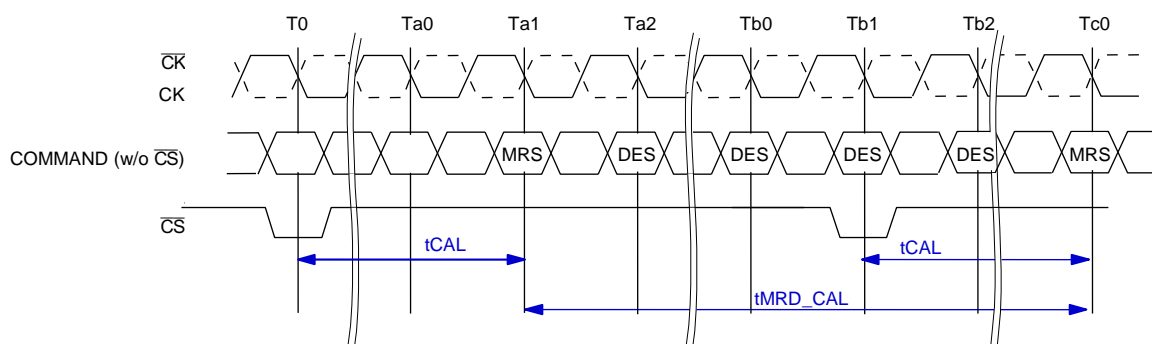 T0 Ta0 Ta1 Ta2 Tb0 Tb1 Tb2 Tc0
CK
CK
COMMAND (w/o CS) MRS DES DES DES DES MRS
CS
tCAL tCAL
tMRD_CAL